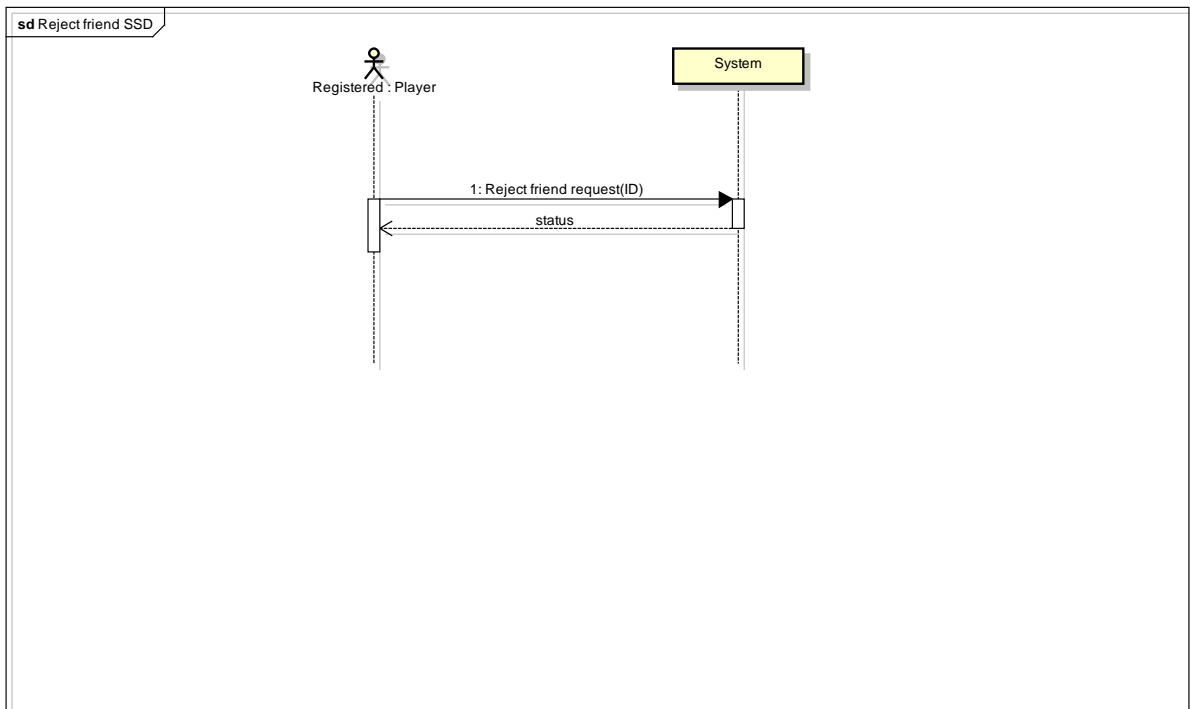 sd Reject friend SSD
Registered : Player
System
1: Reject friend request(ID)
status